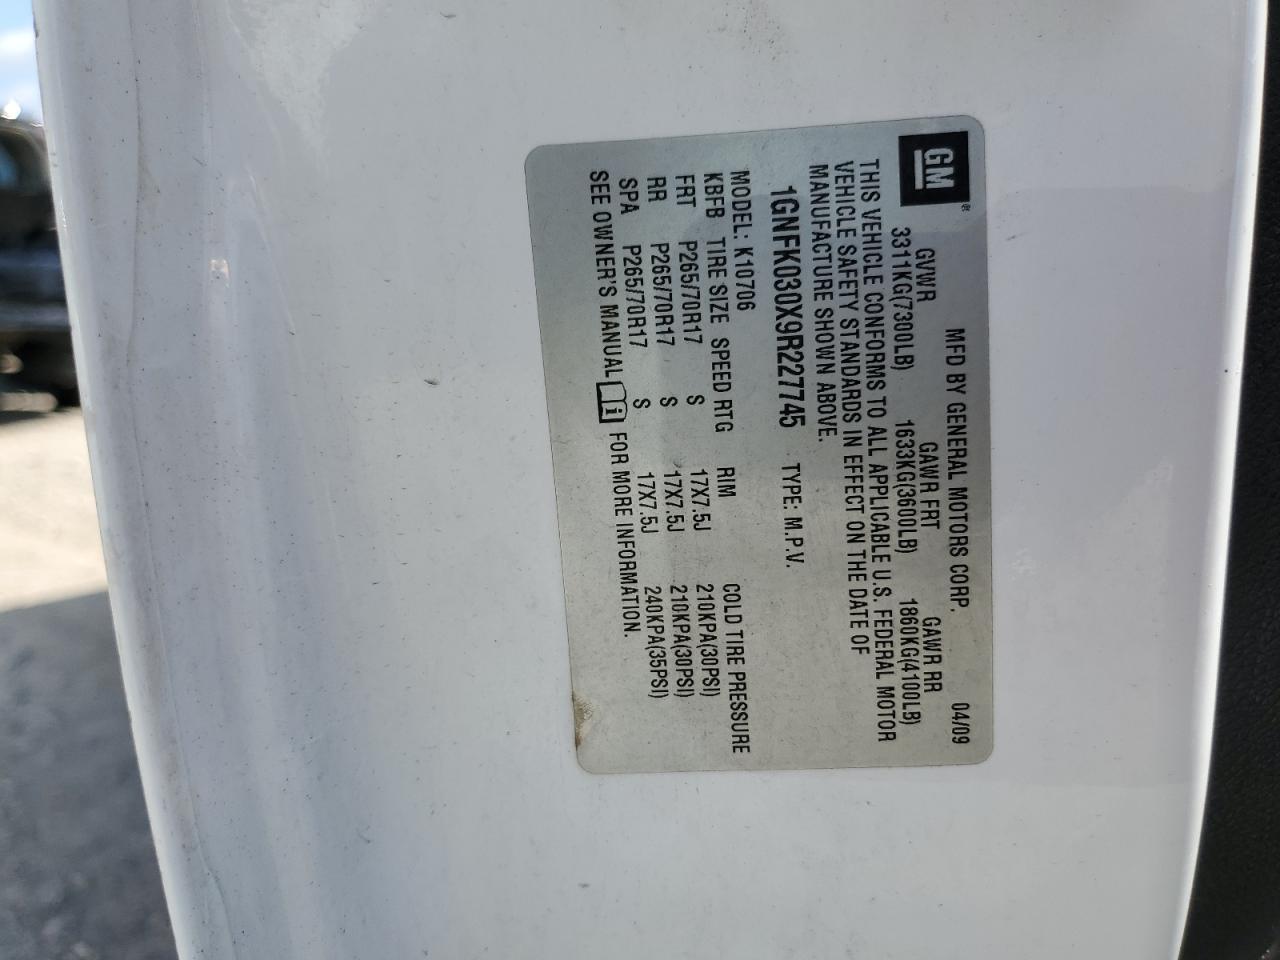 GM
MFD BY GENERAL MOTORS CORP. 04/09
GVWR GAWR FRT GAWR RR
3311KG(7300LB) 1633KG(3600LB) 1860KG(4100LB)
THIS VEHICLE CONFORMS TO ALL APPLICABLE U.S. FEDERAL MOTOR
VEHICLE SAFETY STANDARDS IN EFFECT ON THE DATE OF
MANUFACTURE SHOWN ABOVE.
1GNFK030X9R227745 TYPE: M.P.V.
MODEL: K10706
KBFB TIRE SIZE SPEED RTG RIM COLD TIRE PRESSURE
FRT P265/70R17 S 17X7.5J 210KPA(30PSI)
RR P265/70R17 S 17X7.5J 210KPA(30PSI)
SPA P265/70R17 S 17X7.5J 240KPA(35PSI)
SEE OWNER'S MANUAL FOR MORE INFORMATION.